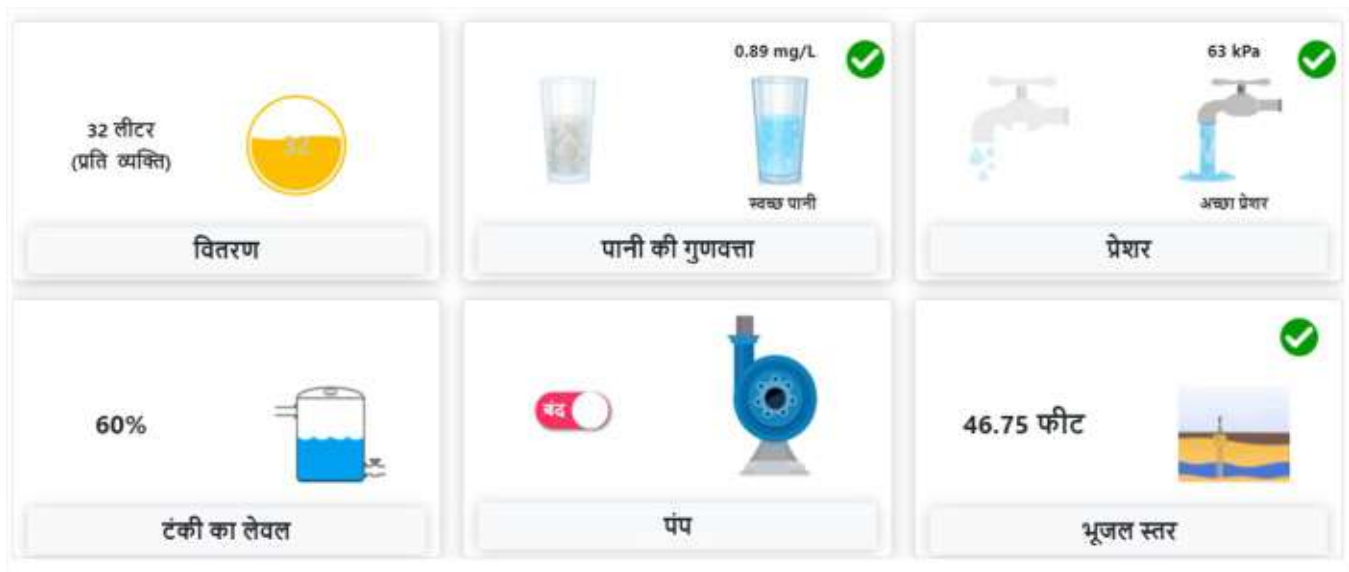 32 लीटर
(प्रति व्यक्ति)
32
वितरण
0.89 mg/L
स्वच्छ पानी
पानी की गुणवत्ता
63 kPa
अच्छा प्रेशर
प्रेशर
60%
टंकी का लेवल
बंद
पंप
46.75 फीट
भूजल स्तर